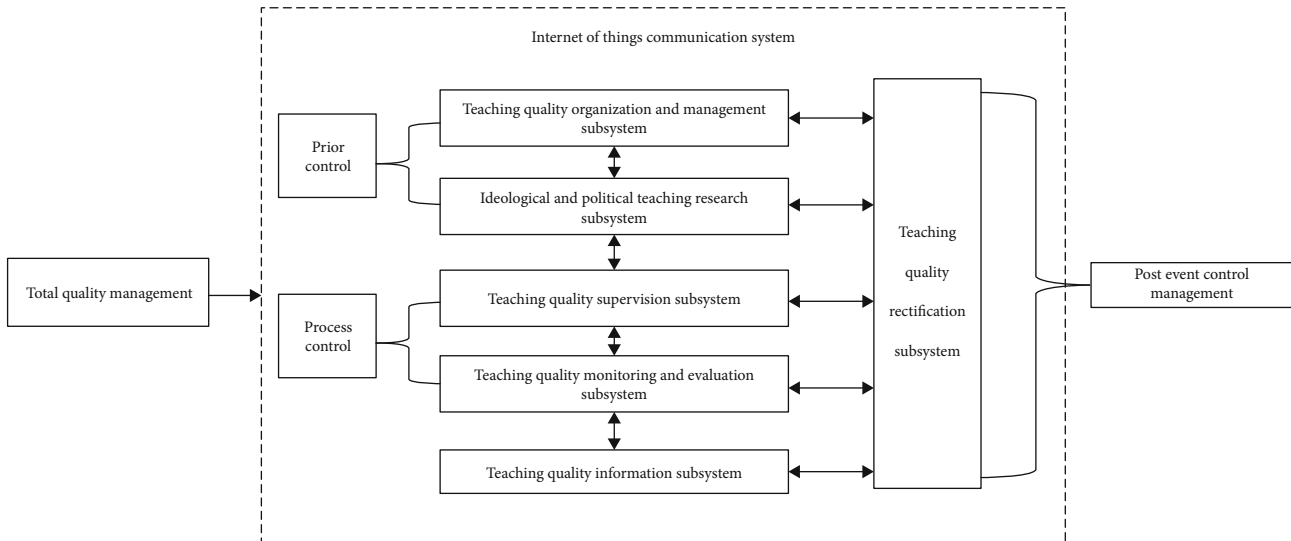 Internet of things communication system
Teaching quality organization and management
subsystem
Prior
control
Ideological and political teaching research
subsystem
Teaching
quality
rectification
subsystem
Total quality management
Post event control
management
Teaching quality supervision subsystem
Process
control
Teaching quality monitoring and evaluation
subsystem
Teaching quality information subsystem